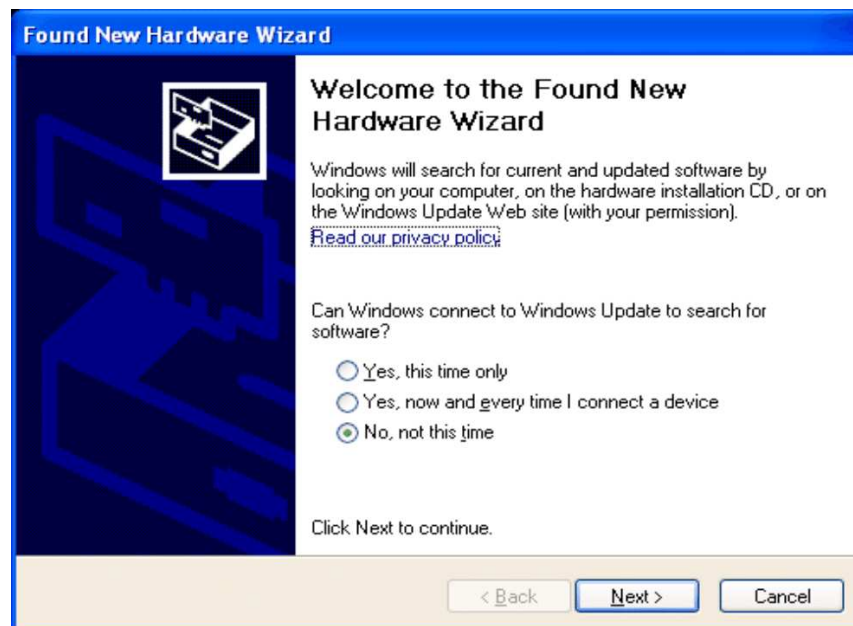 Found New Hardware Wizard
Welcome to the Found New
Hardware Wizard
Windows will search for current and updated software by
looking on your computer, on the hardware installation CD, or on
the Windows Update Web site (with your permission).
Read our privacy policy
Can Windows connect to Windows Update to search for
software?
Yes, this time only
Yes, now and every time I connect a device
No, not this time
Click Next to continue.
< Back Next > Cancel